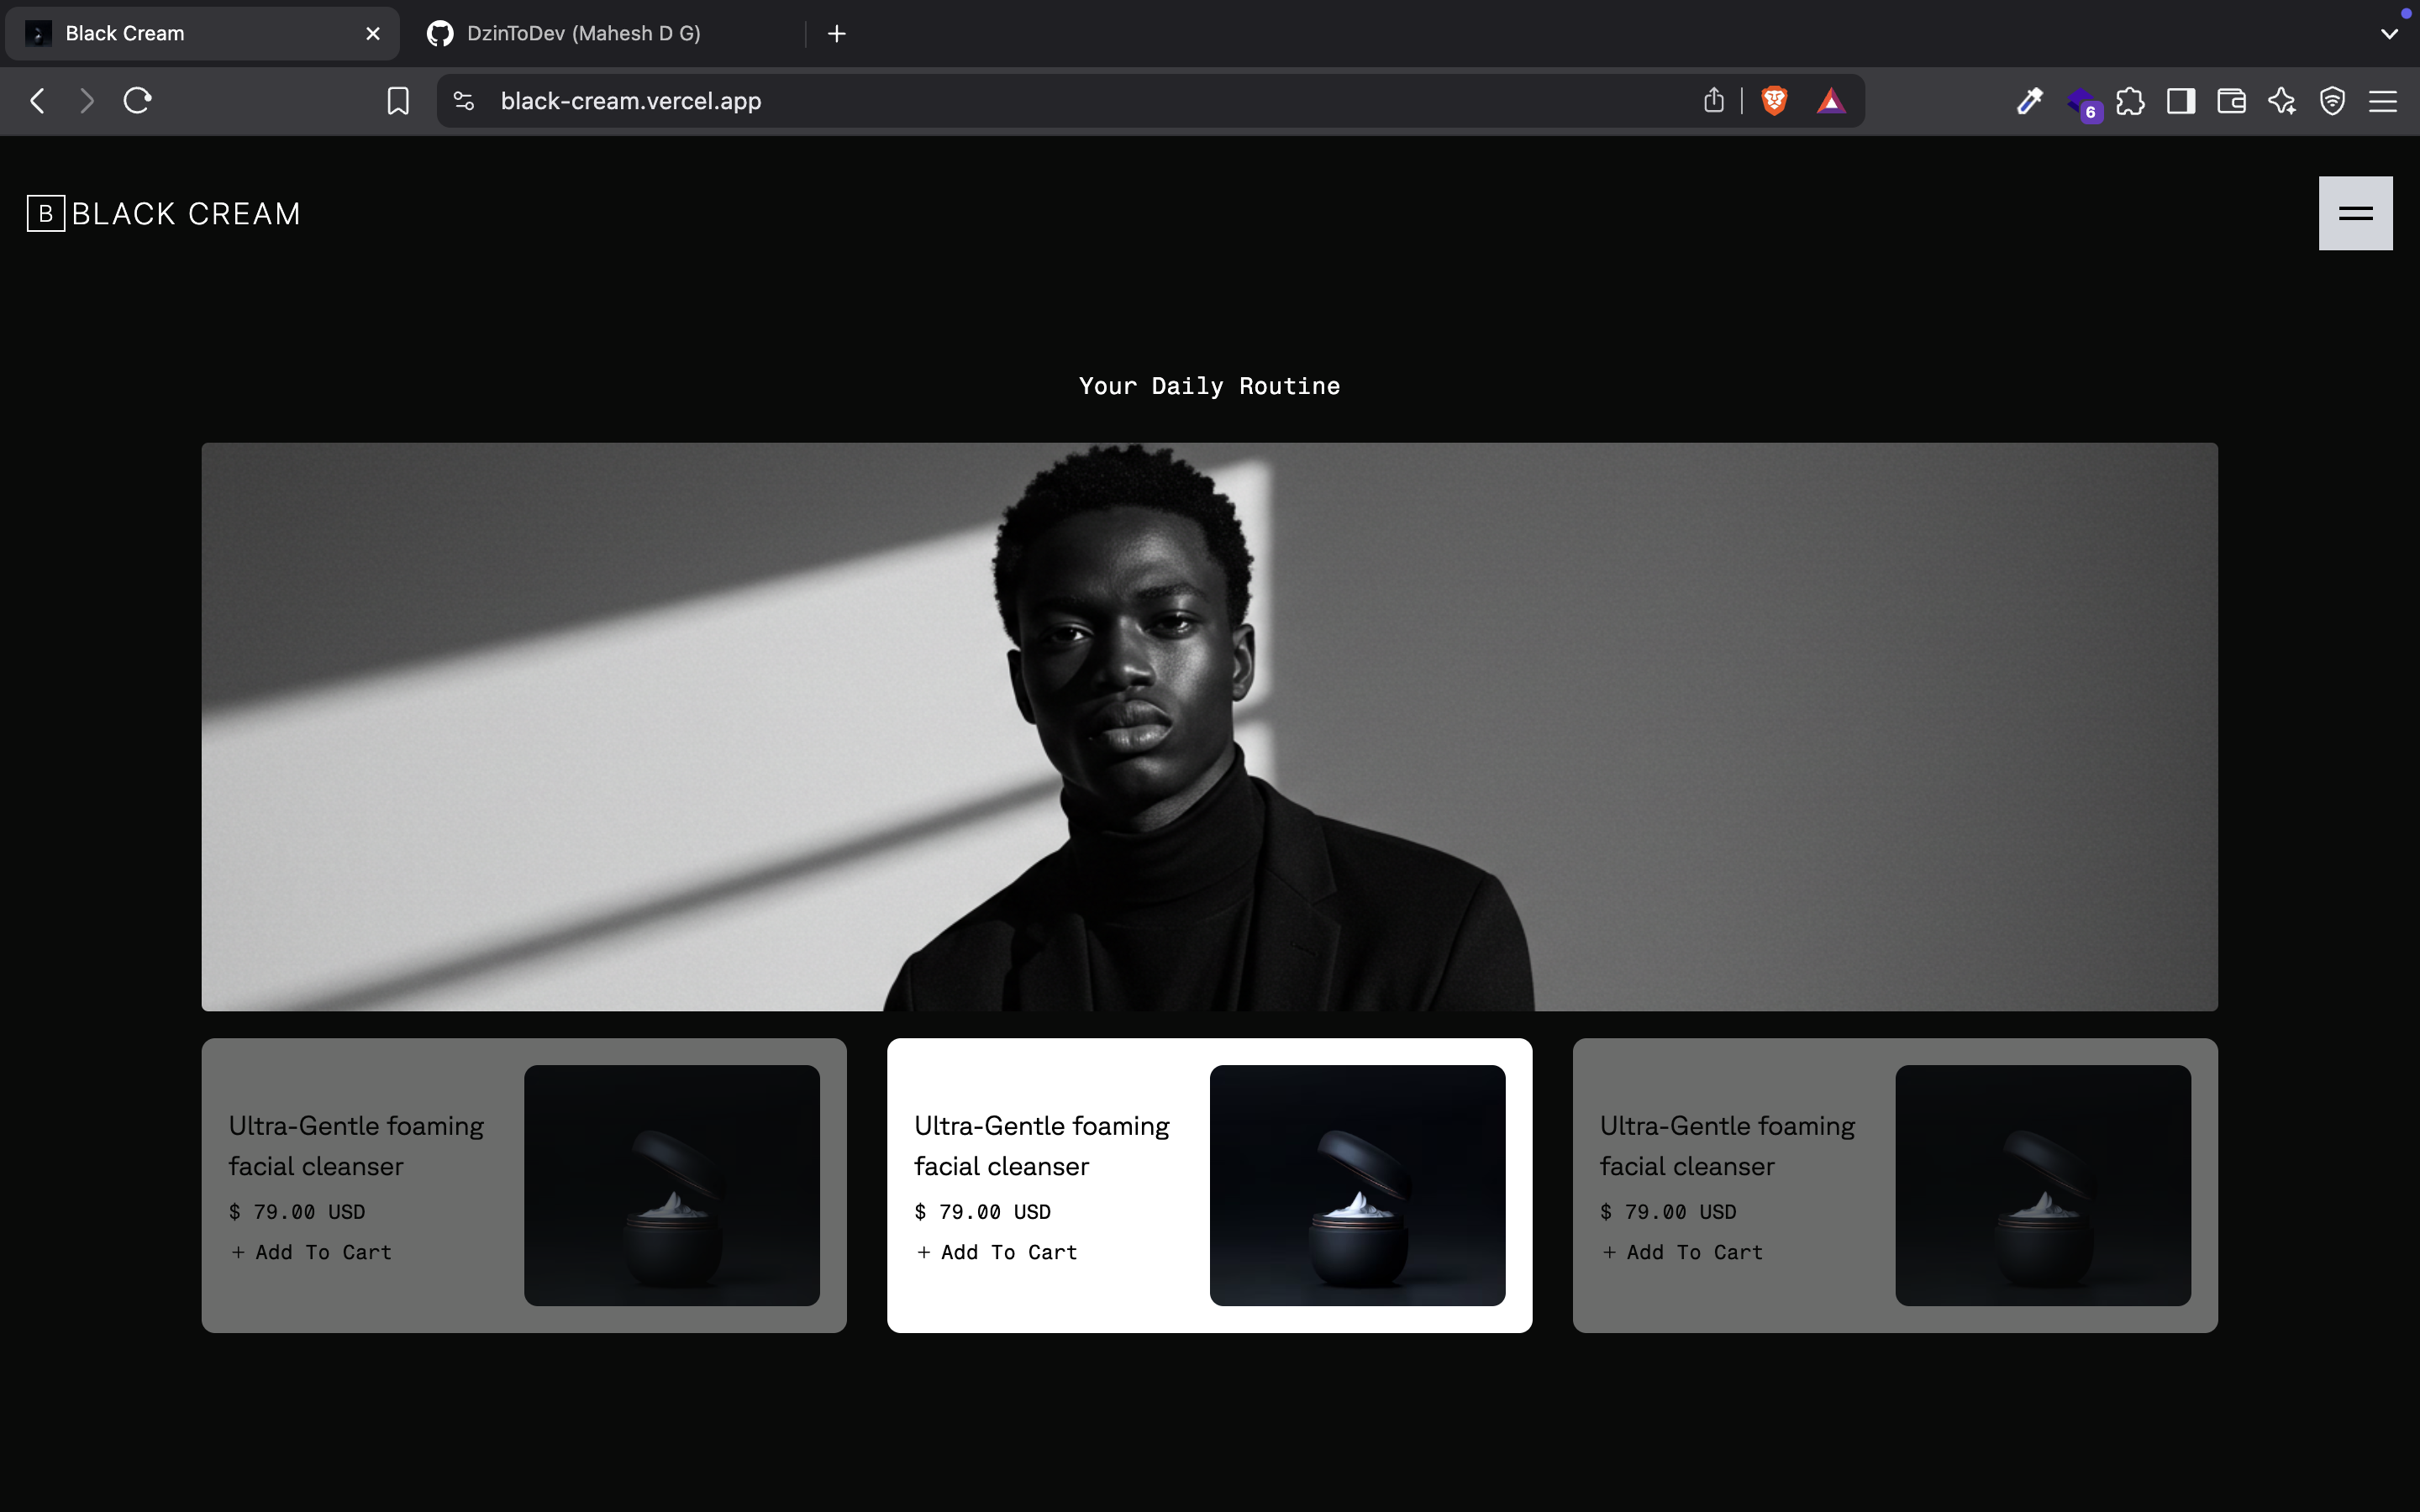 Black Cream
DzinToDev (Mahesh D G)
black-cream.vercel.app
6
B BLACK CREAM
Your Daily Routine
Ultra-Gentle foaming
facial cleanser
$ 79.00 USD
+ Add To Cart
Ultra-Gentle foaming
facial cleanser
$ 79.00 USD
+ Add To Cart
Ultra-Gentle foaming
facial cleanser
$ 79.00 USD
+ Add To Cart